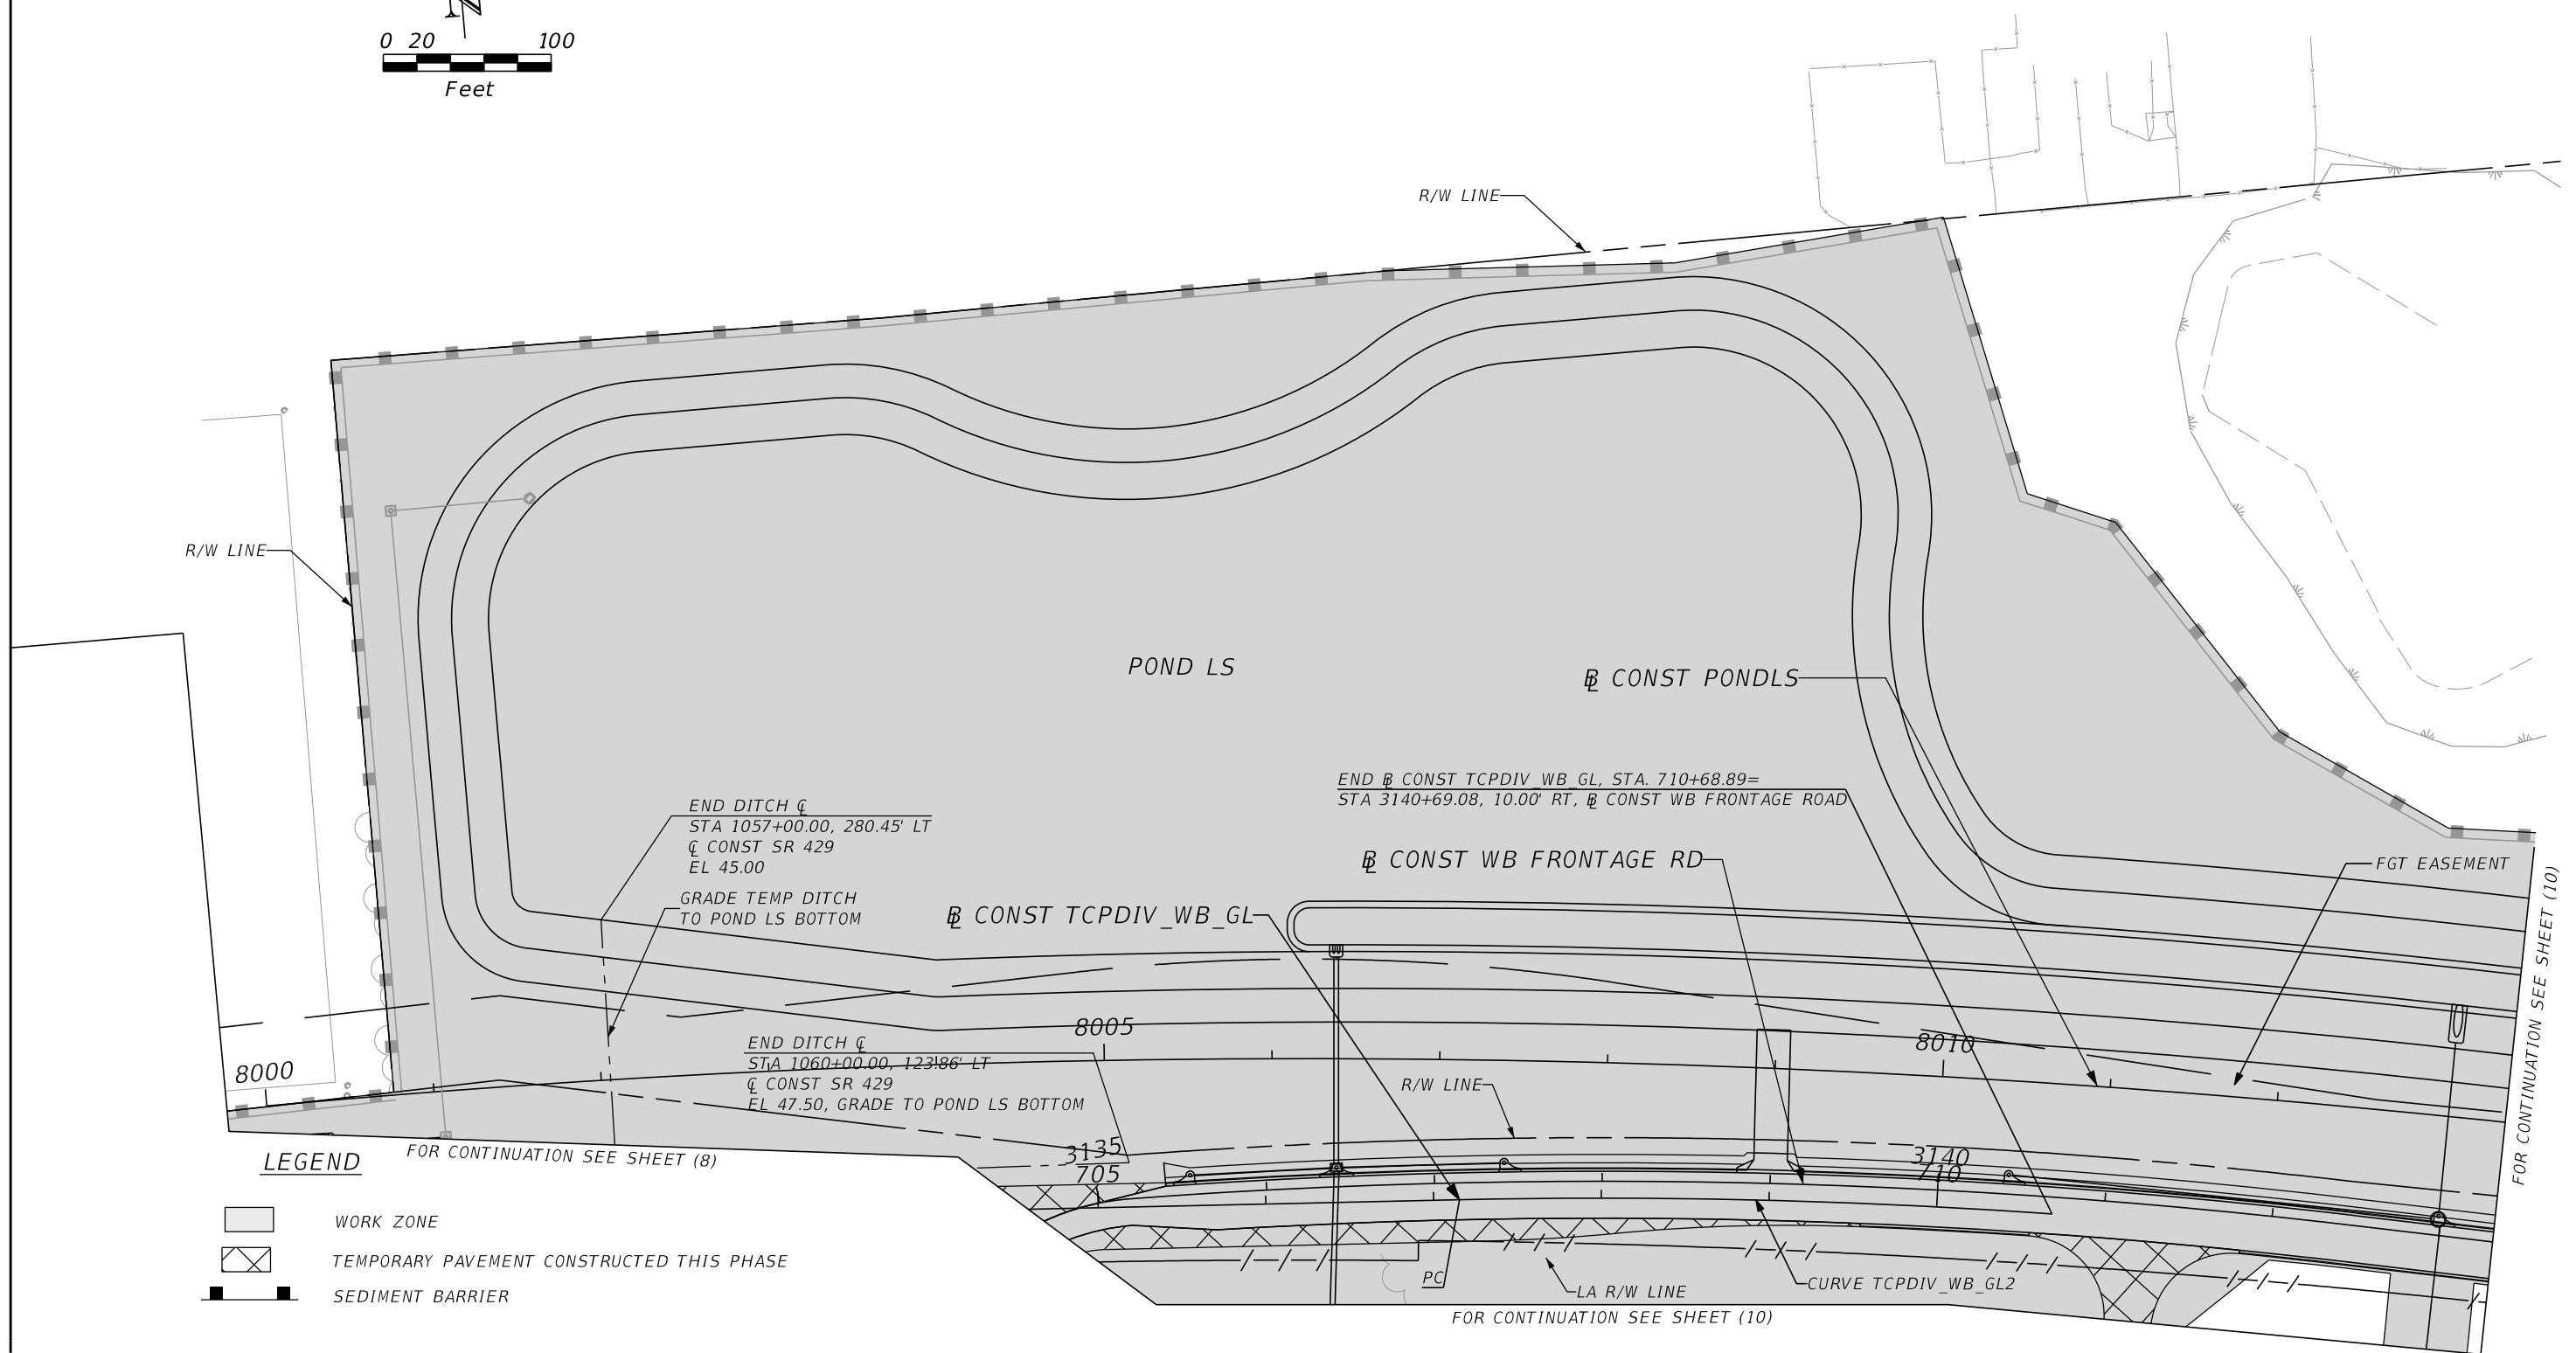 N
0 20 100
Feet
R/W LINE
R/W LINE
POND LS
℄ CONST PONDLS
END ℄ CONST TCPDIV_WB_GL, STA. 710+68.89=
STA 3140+69.08, 10.00' RT, ℄ CONST WB FRONTAGE ROAD
END DITCH ℄
STA 1057+00.00, 280.45' LT
℄ CONST SR 429
EL 45.00
℄ CONST WB FRONTAGE RD
FGT EASEMENT
GRADE TEMP DITCH
TO POND LS BOTTOM
℄ CONST TCPDIV_WB_GL
FOR CONTINUATION SEE SHEET (10)
8000
8005
8010
END DITCH ℄
STA 1060+00.00, 123.86' LT
℄ CONST SR 429
EL 47.50, GRADE TO POND LS BOTTOM
R/W LINE
3135
705
3140
710
FOR CONTINUATION SEE SHEET (8)
LEGEND
WORK ZONE
TEMPORARY PAVEMENT CONSTRUCTED THIS PHASE
SEDIMENT BARRIER
PC
LA R/W LINE
CURVE TCPDIV_WB_GL2
FOR CONTINUATION SEE SHEET (10)